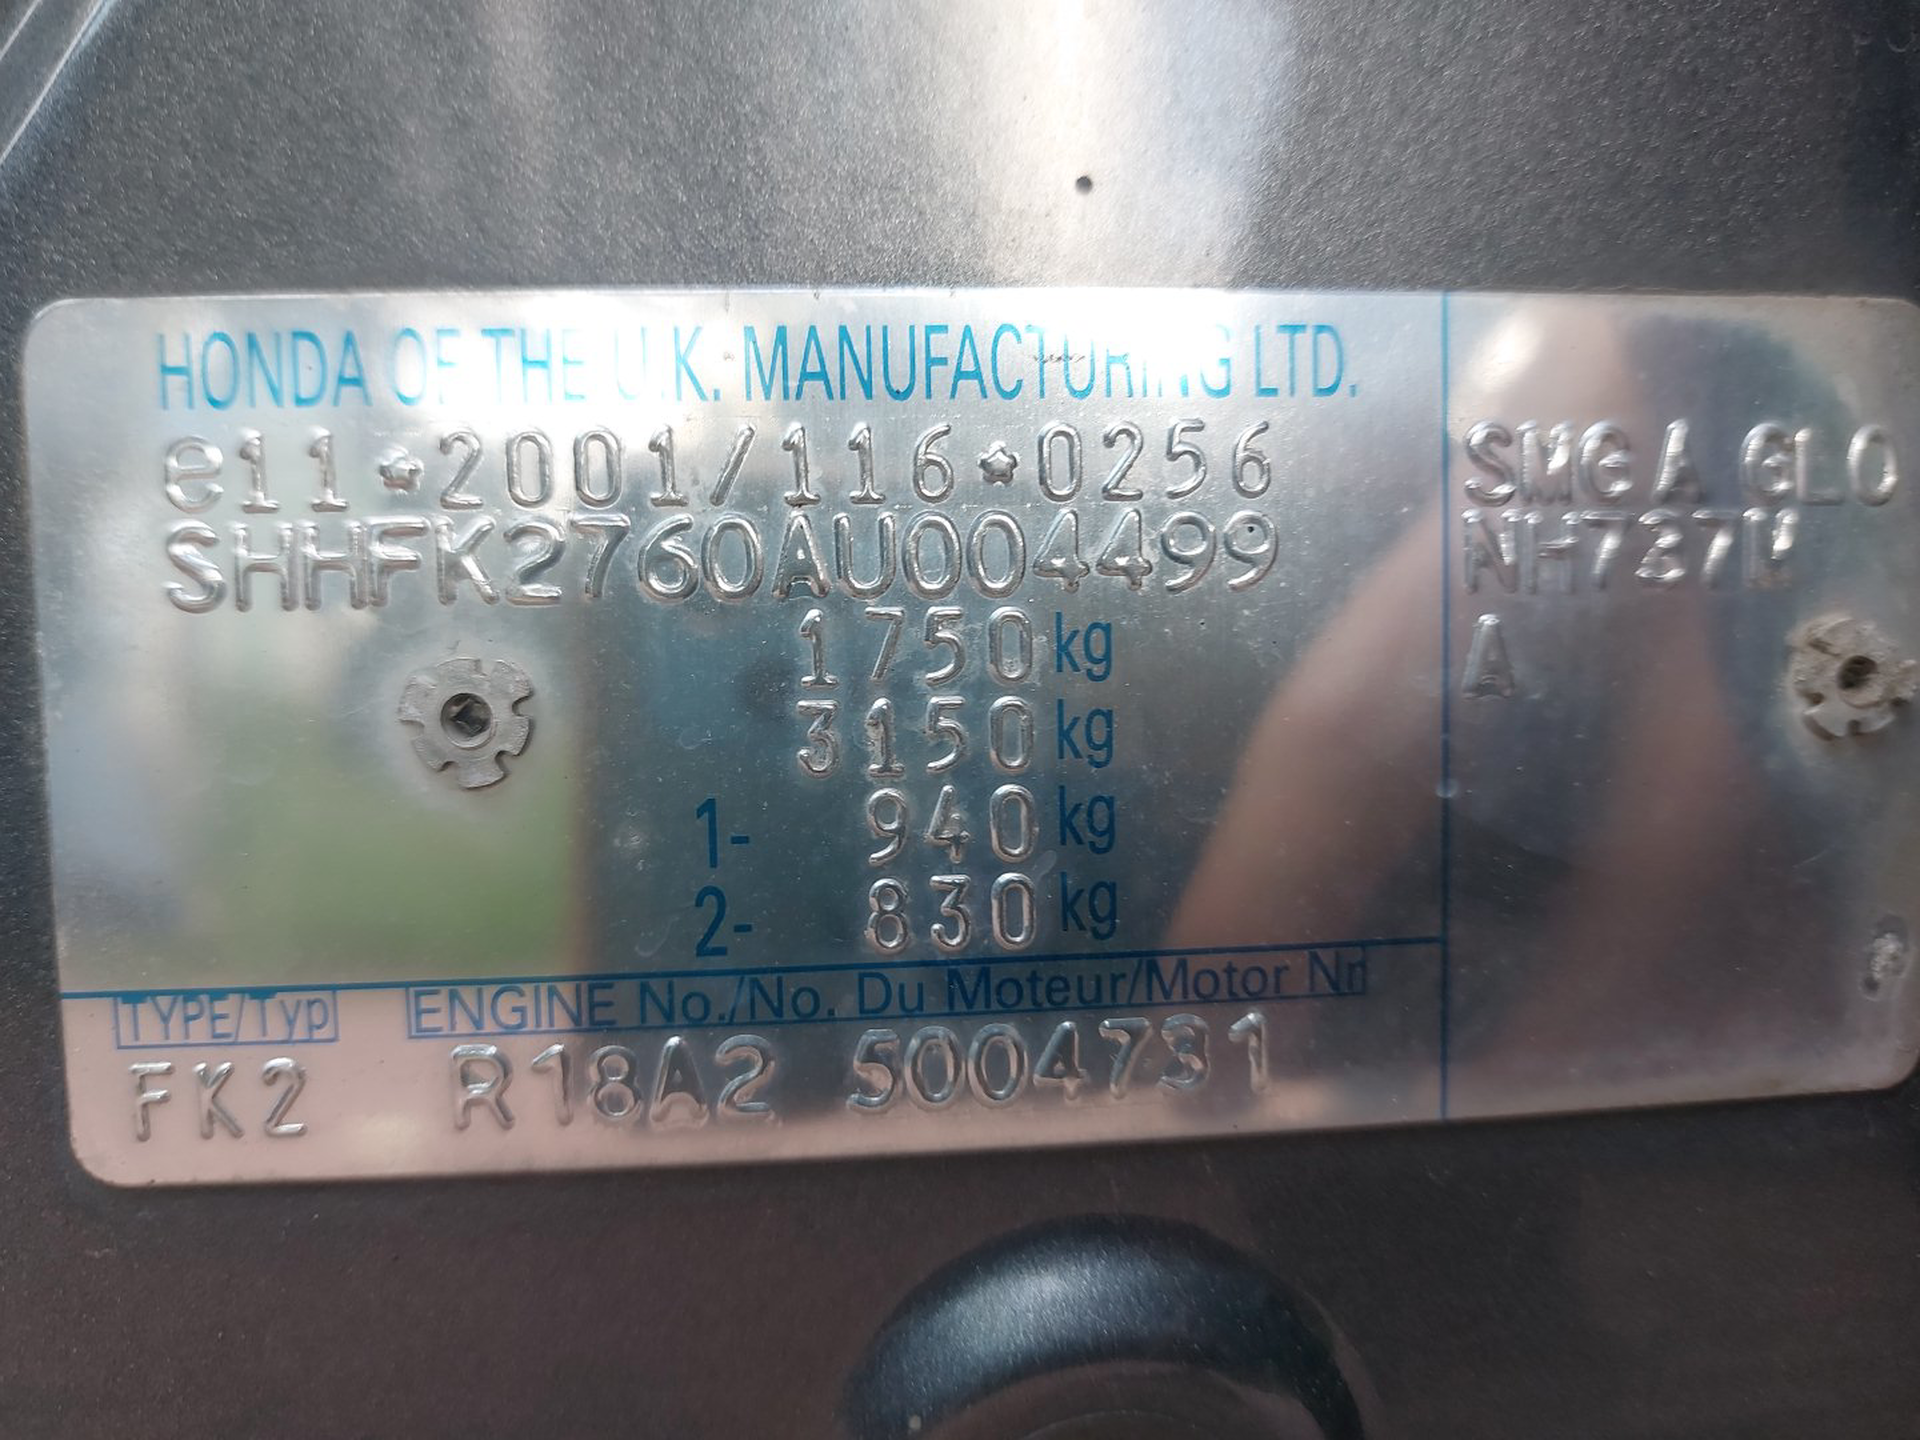 HONDA OF THE U.K. MANUFACTURING LTD.
e11*2001/116*0256
SHHFK2760AU004499
1750 kg
3150 kg
1- 940 kg
2- 830 kg
TYPE/Typ ENGINE No./No. Du Moteur/Motor Nr
FK2 R18A2 5004731
SMG A GLO
NH737M
A